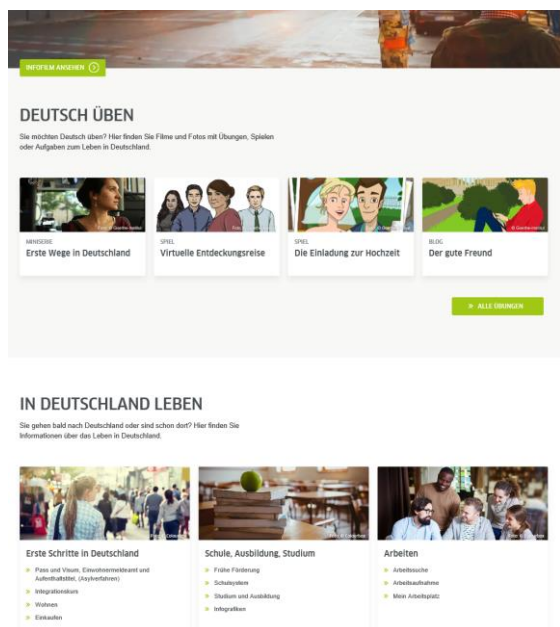 INFOFILM ANSEHEN
DEUTSCH ÜBEN
Sie möchten Deutsch üben? Hier finden Sie Filme und Fotos mit Übungen, Spielen
oder Aufgaben zum Leben in Deutschland.
MINISERIE
Erste Wege in Deutschland
SPIEL
Virtuelle Entdeckungsreise
SPIEL
Die Einladung zur Hochzeit
© Goethe-Institut
BLOG
Der gute Freund
ALLE ÜBUNGEN
IN DEUTSCHLAND LEBEN
Sie gehen bald nach Deutschland oder sind schon dort? Hier finden Sie
Informationen über das Leben in Deutschland.
Erste Schritte in Deutschland
Pass und Visum, Einwohnermeldeamt und
Aufenthaltstitel, (Asylverfahren)
Integrationskurs
Wohnen
Einkaufen
Schule, Ausbildung, Studium
Frühe Förderung
Schulsystem
Studium und Ausbildung
Infografiken
Arbeiten
Arbeitssuche
Arbeitsaufnahme
Mein Arbeitsplatz